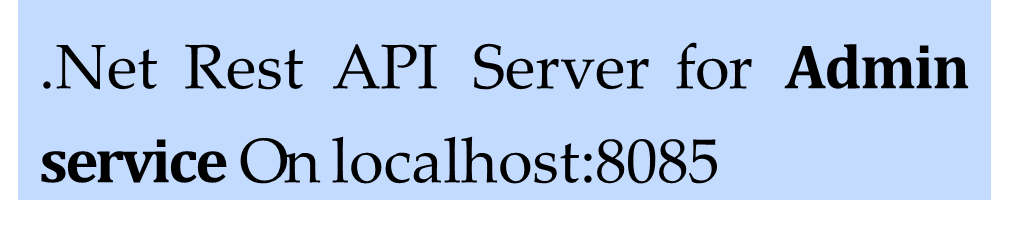 .Net Rest API Server for Admin
service On localhost:8085